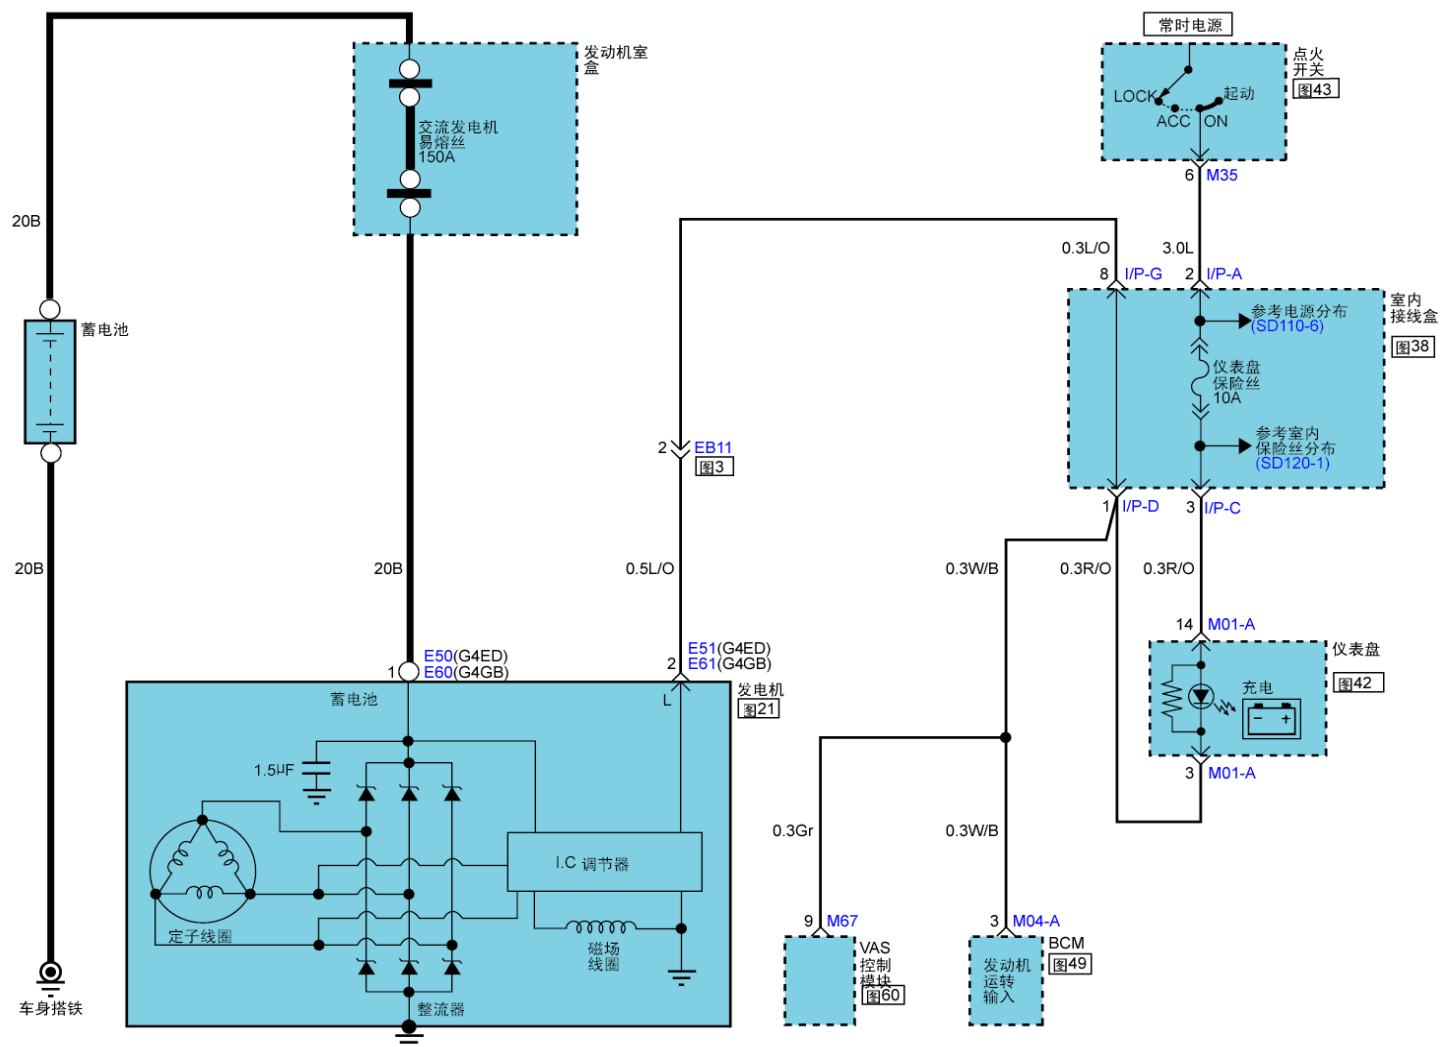 常时电源
发动机室
盒
点火
开关
图43
LOCK
起动
ACC
ON
交流发电机
易熔丝
150A
6
M35
20B
0.3L/O
3.0L
8
I/P-G
2
I/P-A
室内
接线盒
图38
参考电源分布
(SD110-6)
蓄电池
仪表盘
保险丝
10A
参考室内
保险丝分布
(SD120-1)
2
EB11
图3
1
I/P-D
3
I/P-C
20B
20B
0.5L/O
0.3W/B
0.3R/O
0.3R/O
14
M01-A
仪表盘
图42
充电
- +
3
M01-A
1
E50(G4ED)
E60(G4GB)
2
E51(G4ED)
E61(G4GB)
发电机
图21
蓄电池
L
1.5μF
I.C 调节器
0.3Gr
0.3W/B
定子线圈
磁场
线圈
整流器
9
M67
VAS
控制
模块
图60
3
M04-A
BCM
图49
发动机
运转
输入
车身搭铁